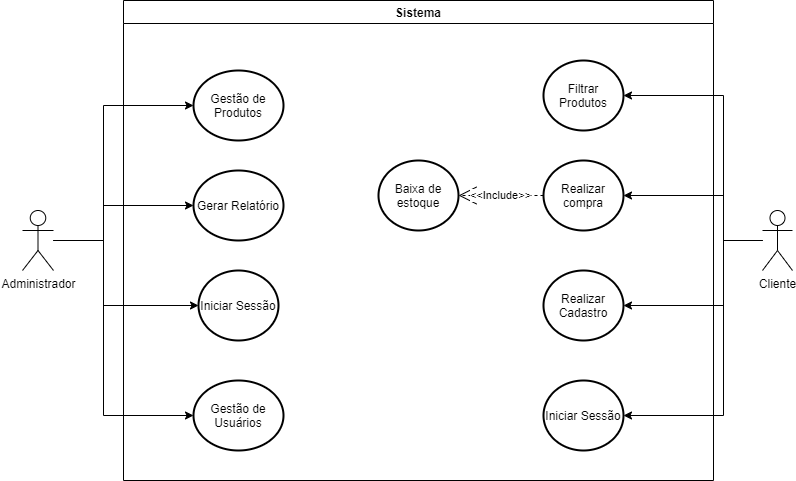 Sistema
Gestão de
Produtos
Gerar Relatório
Iniciar Sessão
Gestão de
Usuários
Administrador
Baixa de
estoque
<<Include>>
Filtrar
Produtos
Realizar
compra
Realizar
Cadastro
Iniciar Sessão
Cliente